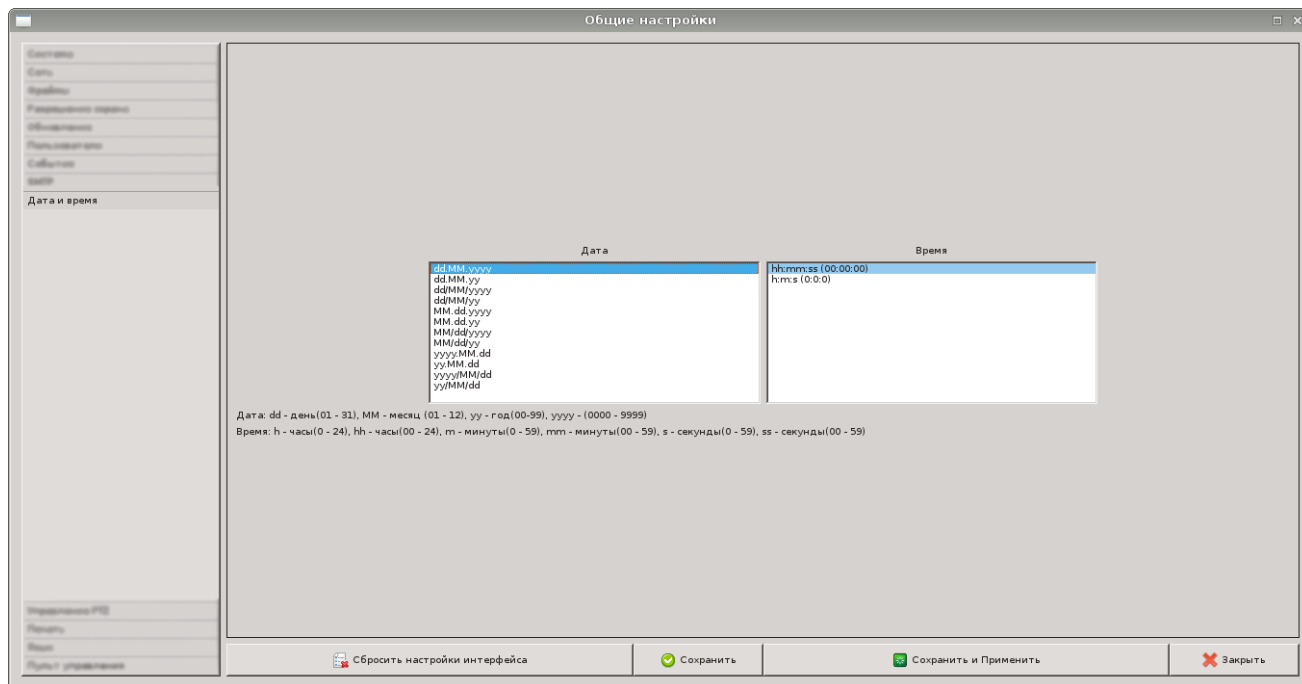 Общие настройки
Дата и время
Дата
Время
dd.MM.yyyy
dd.MM.yy
dd/MM/yyyy
dd/MM/yy
MM.dd.yyyy
MM.dd.yy
MM/dd/yyyy
MM/dd/yy
yyyy.MM.dd
yy.MM.dd
yyyy/MM/dd
yy/MM/dd
hh:mm:ss (00:00:00)
h:m:s (0:0:0)
Дата: dd - день(01 - 31), MM - месяц (01 - 12), yy - год(00-99), yyyy - (0000 - 9999)
Время: h - часы(0 - 24), hh - часы(00 - 24), m - минуты(0 - 59), mm - минуты(00 - 59), s - секунды(0 - 59), ss - секунды(00 - 59)
Сбросить настройки интерфейса
Сохранить
Сохранить и Применить
Закрыть